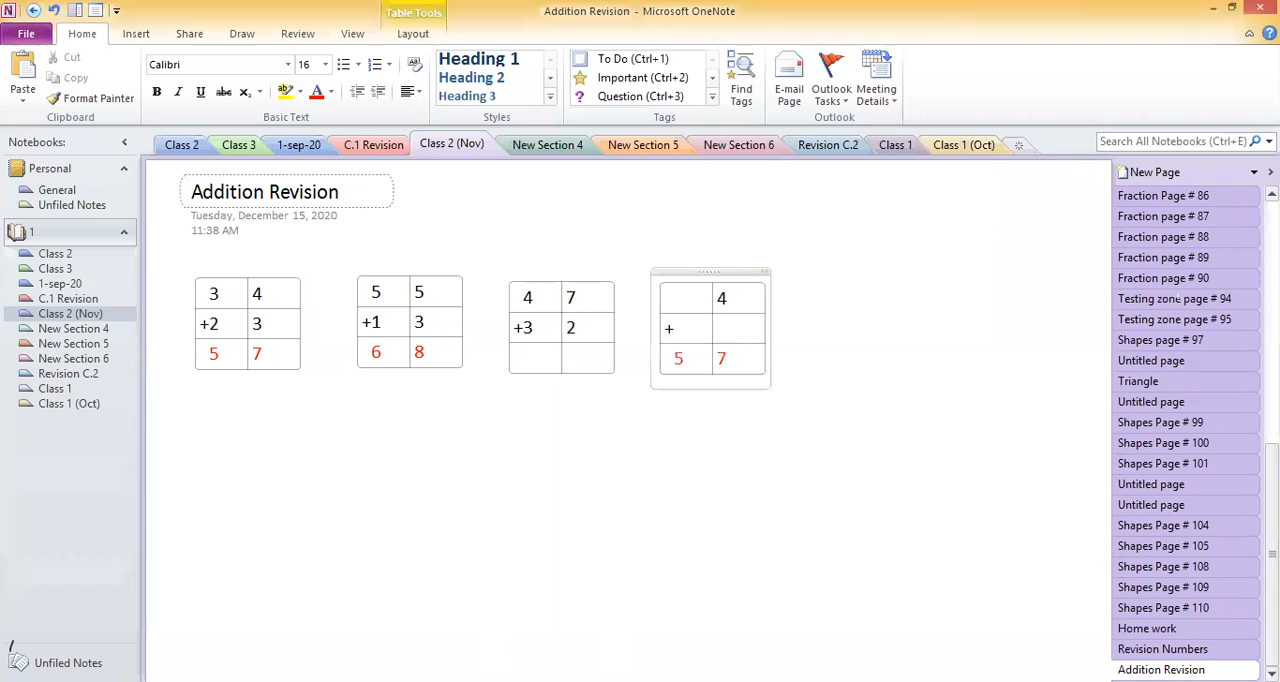 Table Tools
Addition Revision - Microsoft OneNote
File Home Insert Share Draw Review View Layout
Paste
Cut
Copy
Format Painter
Clipboard
Calibri 16
B I U abc x₂ ab A
Basic Text
Heading 1
Heading 2
Heading 3
Styles
To Do (Ctrl+1)
Important (Ctrl+2)
? Question (Ctrl+3)
Tags
Find
Tags
E-mail
Page
Outlook
Tasks
Meeting
Details
Outlook
Notebooks:
Personal
General
Unfiled Notes
1
Class 2
Class 3
1-sep-20
C.1 Revision
Class 2 (Nov)
New Section 4
New Section 5
New Section 6
Revision C.2
Class 1
Class 1 (Oct)
Unfiled Notes
Class 2 Class 3 1-sep-20 C.1 Revision Class 2 (Nov) New Section 4 New Section 5 New Section 6 Revision C.2 Class 1 Class 1 (Oct)
Search All Notebooks (Ctrl+E)
Addition Revision
Tuesday, December 15, 2020
11:38 AM
3 4
+2 3
5 7
5 5
+1 3
6 8
4 7
+3 2
4
+
5 7
New Page
Fraction Page # 86
Fraction Page # 87
Fraction Page # 88
Fraction Page # 89
Fraction Page # 90
Testing zone page # 94
Testing zone page # 95
Shapes page # 97
Untitled page
Triangle
Untitled page
Shapes Page # 99
Shapes Page # 100
Shapes Page # 101
Untitled page
Untitled page
Shapes Page # 104
Shapes Page # 105
Shapes Page # 108
Shapes Page # 109
Shapes Page # 110
Home work
Revision Numbers
Addition Revision